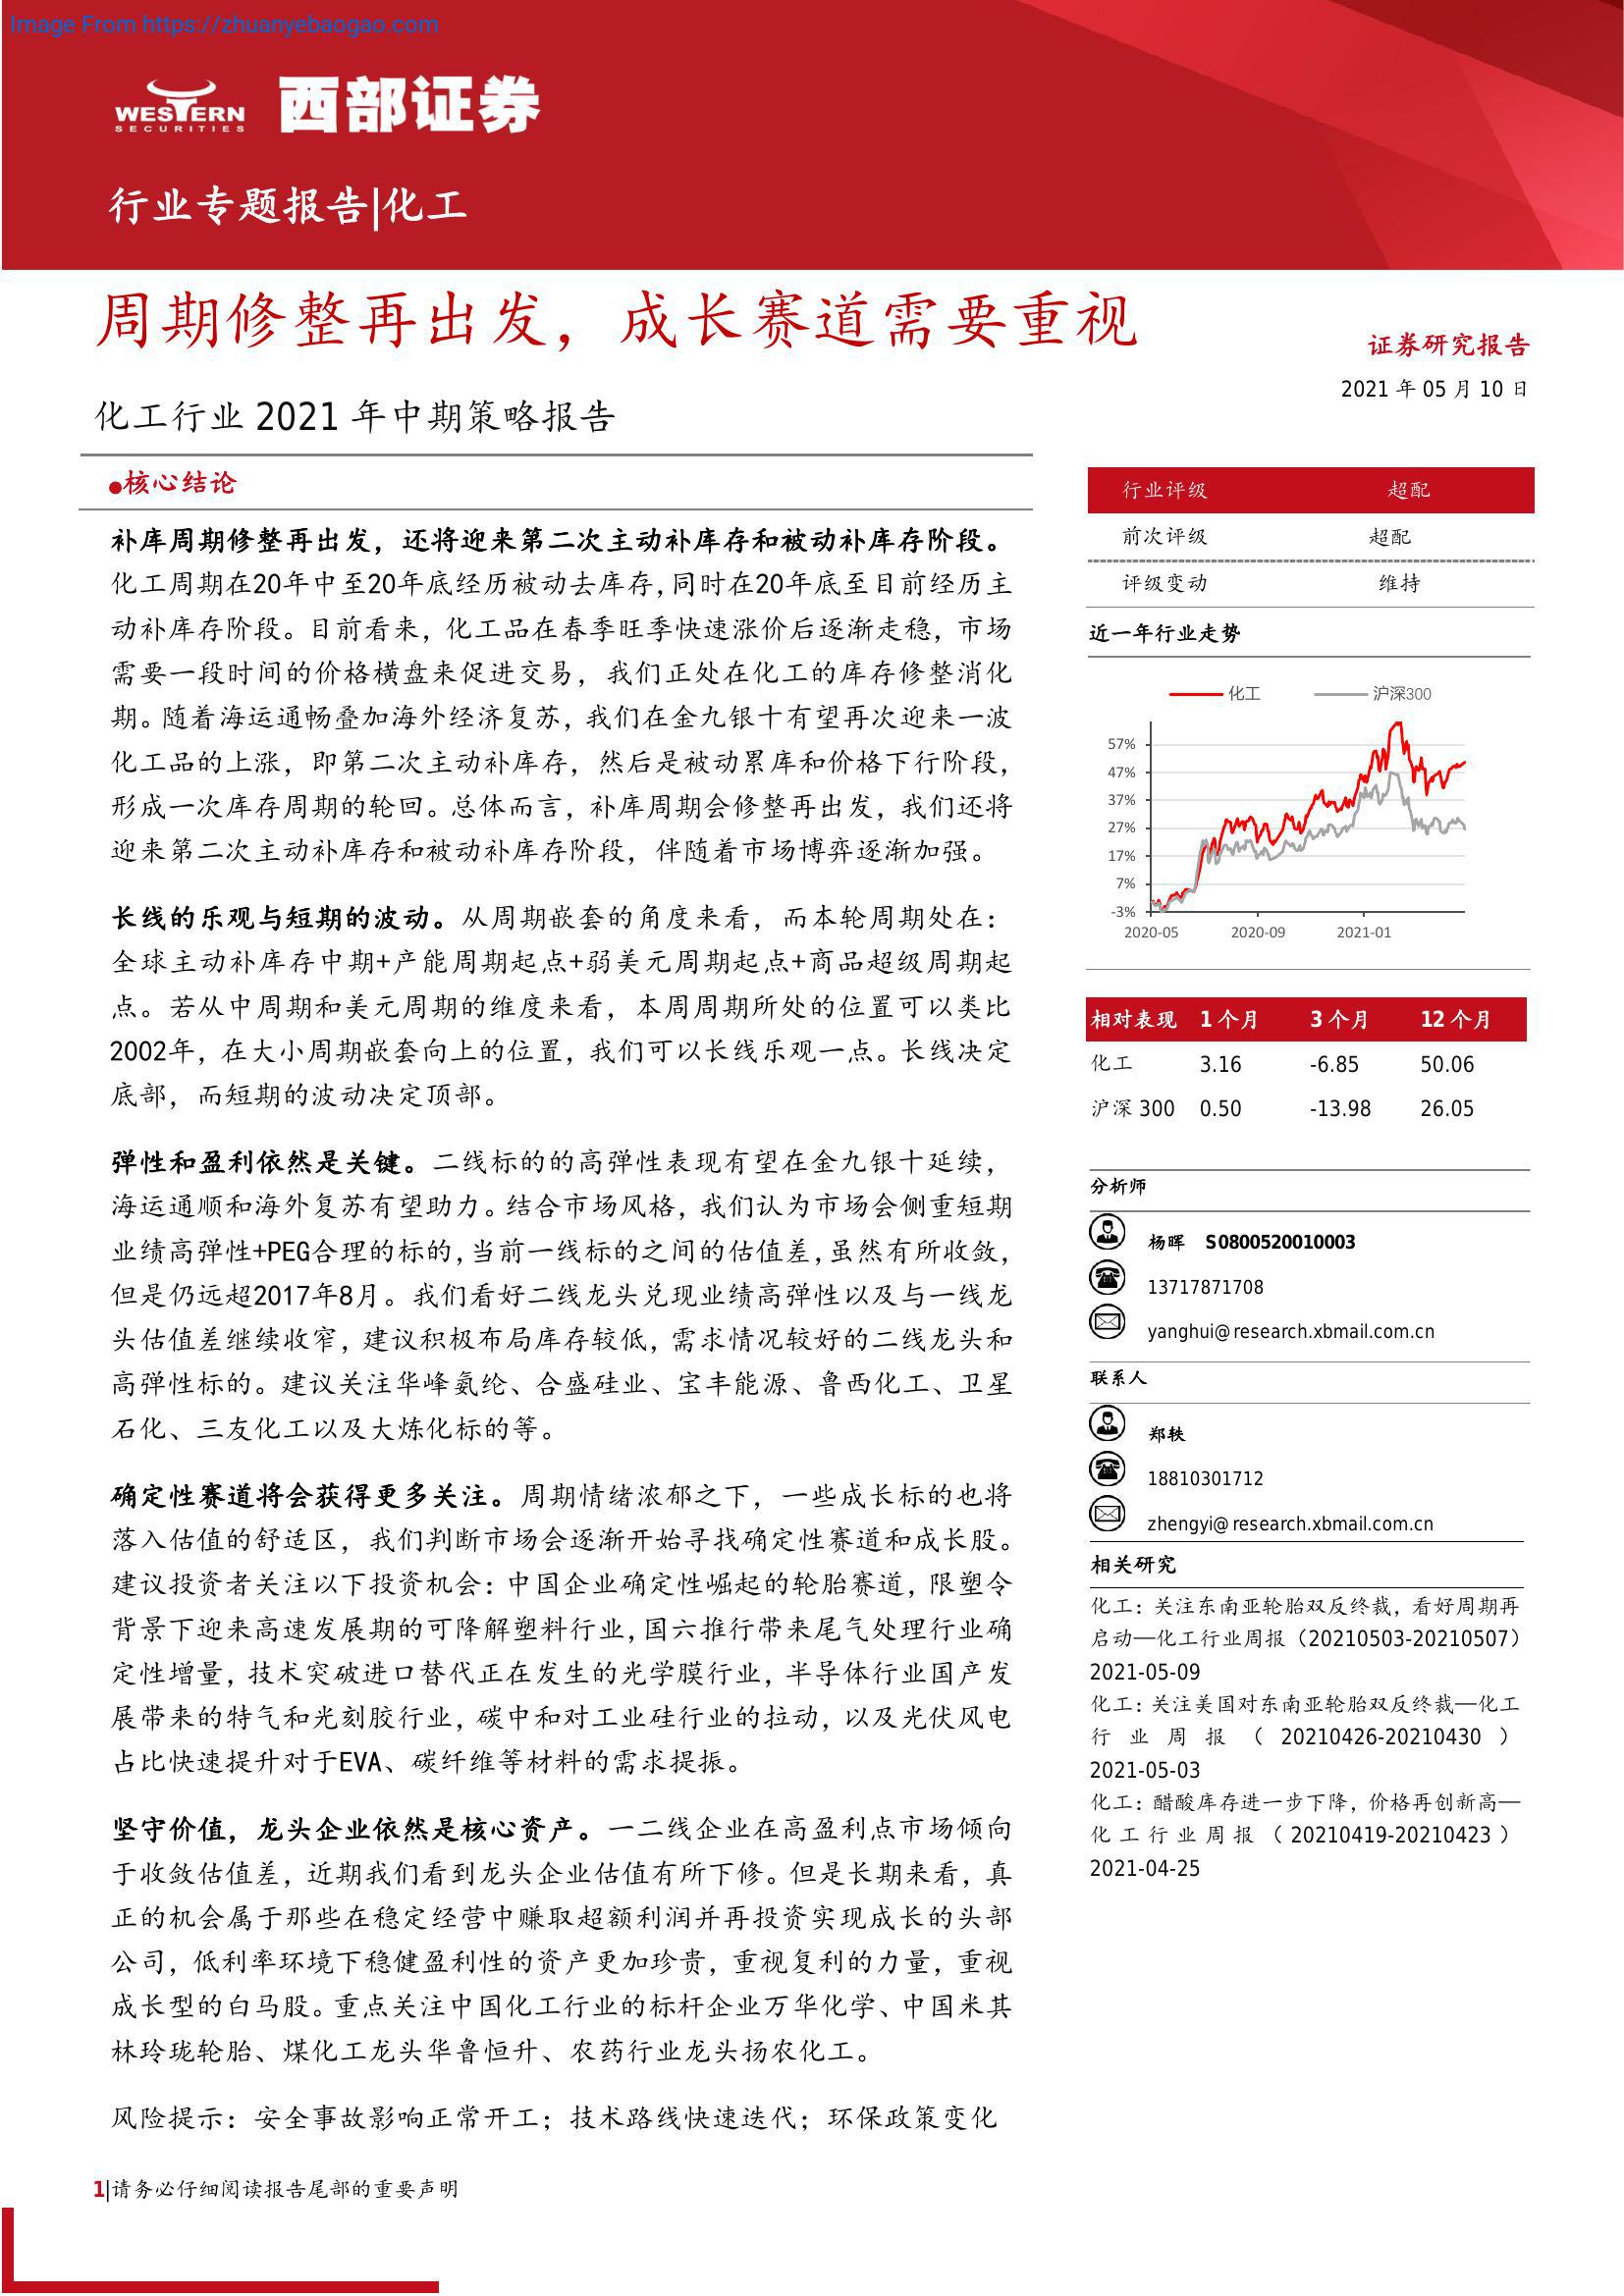 Image From https://zhuanyebaogao.com
WESTERN
SECURITIES
西部证券
行业专题报告|化工
周期修整再出发，成长赛道需要重视
化工行业 2021 年中期策略报告
证券研究报告
2021 年 05 月 10 日
●核心结论
补库周期修整再出发，还将迎来第二次主动补库存和被动补库存阶段。
化工周期在20年中至20年底经历被动去库存，同时在20年底至目前经历主
动补库存阶段。目前看来，化工品在春季旺季快速涨价后逐渐走稳，市场
需要一段时间的价格横盘来促进交易，我们正处在化工的库存修整消化
期。随着海运通畅叠加海外经济复苏，我们在金九银十有望再次迎来一波
化工品的上涨，即第二次主动补库存，然后是被动累库和价格下行阶段，
形成一次库存周期的轮回。总体而言，补库周期会修整再出发，我们还将
迎来第二次主动补库存和被动补库存阶段，伴随着市场博弈逐渐加强。
长线的乐观与短期的波动。从周期嵌套的角度来看，而本轮周期处在：
全球主动补库存中期+产能周期起点+弱美元周期起点+商品超级周期起
点。若从中周期和美元周期的维度来看，本周周期所处的位置可以类比
2002年，在大小周期嵌套向上的位置，我们可以长线乐观一点。长线决定
底部，而短期的波动决定顶部。
弹性和盈利依然是关键。二线标的的高弹性表现有望在金九银十延续，
海运通顺和海外复苏有望助力。结合市场风格，我们认为市场会侧重短期
业绩高弹性+PEG合理的标的，当前一线标的之间的估值差，虽然有所收敛，
但是仍远超2017年8月。我们看好二线龙头兑现业绩高弹性以及与一线龙
头估值差继续收窄，建议积极布局库存较低，需求情况较好的二线龙头和
高弹性标的。建议关注华峰氨纶、合盛硅业、宝丰能源、鲁西化工、卫星
石化、三友化工以及大炼化标的等。
确定性赛道将会获得更多关注。周期情绪浓郁之下，一些成长标的也将
落入估值的舒适区，我们判断市场会逐渐开始寻找确定性赛道和成长股。
建议投资者关注以下投资机会：中国企业确定性崛起的轮胎赛道，限塑令
背景下迎来高速发展期的可降解塑料行业，国六推行带来尾气处理行业确
定性增量，技术突破进口替代正在发生的光学膜行业，半导体行业国产发
展带来的特气和光刻胶行业，碳中和对工业硅行业的拉动，以及光伏风电
占比快速提升对于EVA、碳纤维等材料的需求提振。
坚守价值，龙头企业依然是核心资产。一二线企业在高盈利点市场倾向
于收敛估值差，近期我们看到龙头企业估值有所下修。但是长期来看，真
正的机会属于那些在稳定经营中赚取超额利润并再投资实现成长的头部
公司，低利率环境下稳健盈利性的资产更加珍贵，重视复利的力量，重视
成长型的白马股。重点关注中国化工行业的标杆企业万华化学、中国米其
林玲珑轮胎、煤化工龙头华鲁恒升、农药行业龙头扬农化工。
风险提示：安全事故影响正常开工；技术路线快速迭代；环保政策变化
行业评级 超配
前次评级 超配
评级变动 维持
近一年行业走势
化工 沪深300
57%
47%
37%
27%
17%
7%
-3%
2020-05 2020-09 2021-01
相对表现 1 个月 3 个月 12 个月
化工 3.16 -6.85 50.06
沪深 300 0.50 -13.98 26.05
分析师
杨晖 S0800520010003
13717871708
yanghui@research.xbmail.com.cn
联系人
郑轶
18810301712
zhengyi@research.xbmail.com.cn
相关研究
化工：关注东南亚轮胎双反终裁，看好周期再
启动—化工行业周报（20210503-20210507）
2021-05-09
化工：关注美国对东南亚轮胎双反终裁—化工
行业周报（20210426-20210430）
2021-05-03
化工：醋酸库存进一步下降，价格再创新高—
化工行业周报（20210419-20210423）
2021-04-25
1|请务必仔细阅读报告尾部的重要声明